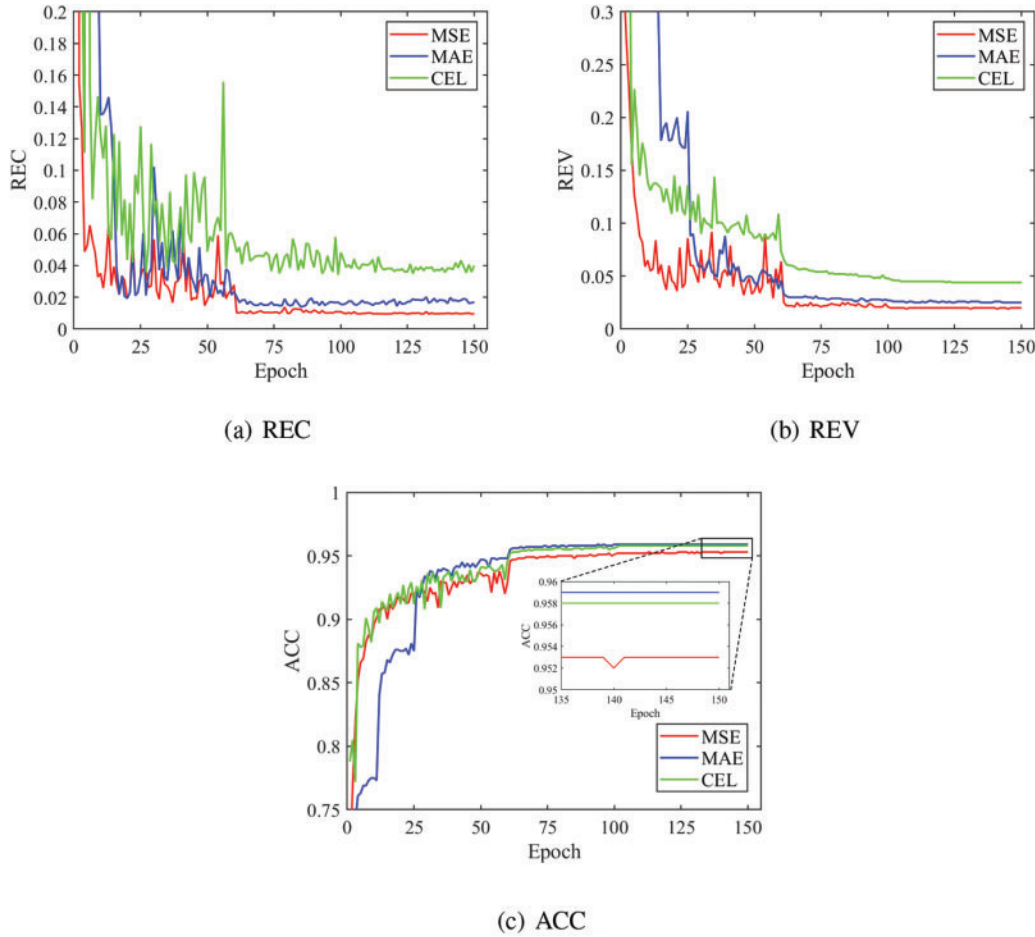 0.2
0.18
0.16
0.14
0.12
0.1
0.08
0.06
0.04
0.02
0
REC
0 25 50 75 100 125 150
Epoch
MSE
MAE
CEL
(a) REC
0.3
0.25
0.2
0.15
0.1
0.05
0
REV
0 25 50 75 100 125 150
Epoch
MSE
MAE
CEL
(b) REV
1
0.95
0.9
0.85
0.8
0.75
ACC
0 25 50 75 100 125 150
Epoch
0.96
0.958
0.956
0.954
0.952
0.95
ACC
135 140 145 150
Epoch
MSE
MAE
CEL
(c) ACC